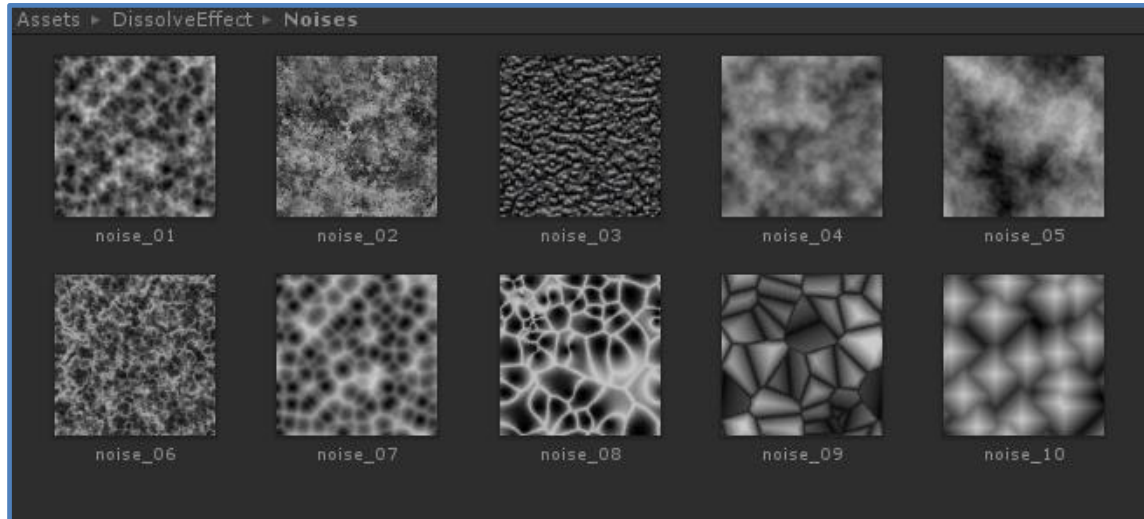 Assets ▸ DissolveEffect ▸ Noises
noise_01 noise_02 noise_03 noise_04 noise_05
noise_06 noise_07 noise_08 noise_09 noise_10